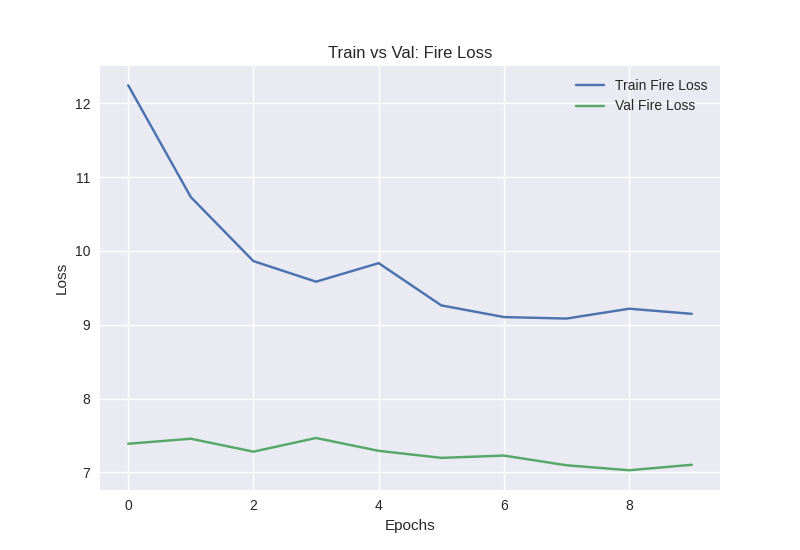 Train vs Val: Fire Loss
Train Fire Loss
Val Fire Loss
12
11
10
9
8
7
Loss
0 2 4 6 8
Epochs